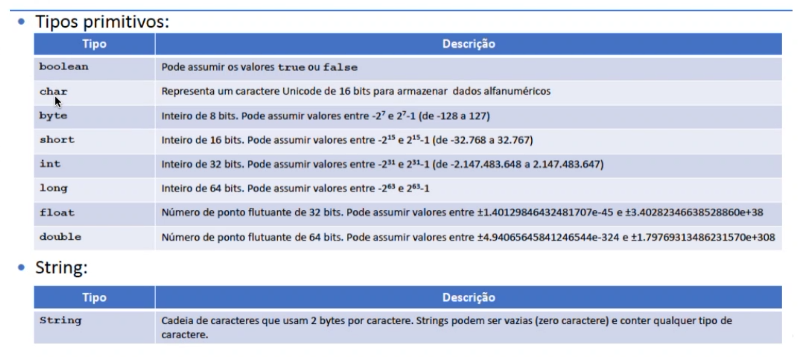 • Tipos primitivos:
Tipo Descrição
boolean Pode assumir os valores true ou false
char Representa um caractere Unicode de 16 bits para armazenar dados alfanuméricos
byte Inteiro de 8 bits. Pode assumir valores entre -2⁷ e 2⁷-1 (de -128 a 127)
short Inteiro de 16 bits. Pode assumir valores entre -2¹⁵ e 2¹⁵-1 (de -32.768 a 32.767)
int Inteiro de 32 bits. Pode assumir valores entre -2³¹ e 2³¹-1 (de -2.147.483.648 a 2.147.483.647)
long Inteiro de 64 bits. Pode assumir valores entre -2⁶³ e 2⁶³-1
float Número de ponto flutuante de 32 bits. Pode assumir valores entre ±1.40129846432481707e-45 e ±3.40282346638528860e+38
double Número de ponto flutuante de 64 bits. Pode assumir valores entre ±4.94065645841246544e-324 e ±1.79769313486231570e+308
• String:
Tipo Descrição
String Cadeia de caracteres que usam 2 bytes por caractere. Strings podem ser vazias (zero caractere) e conter qualquer tipo de
caractere.